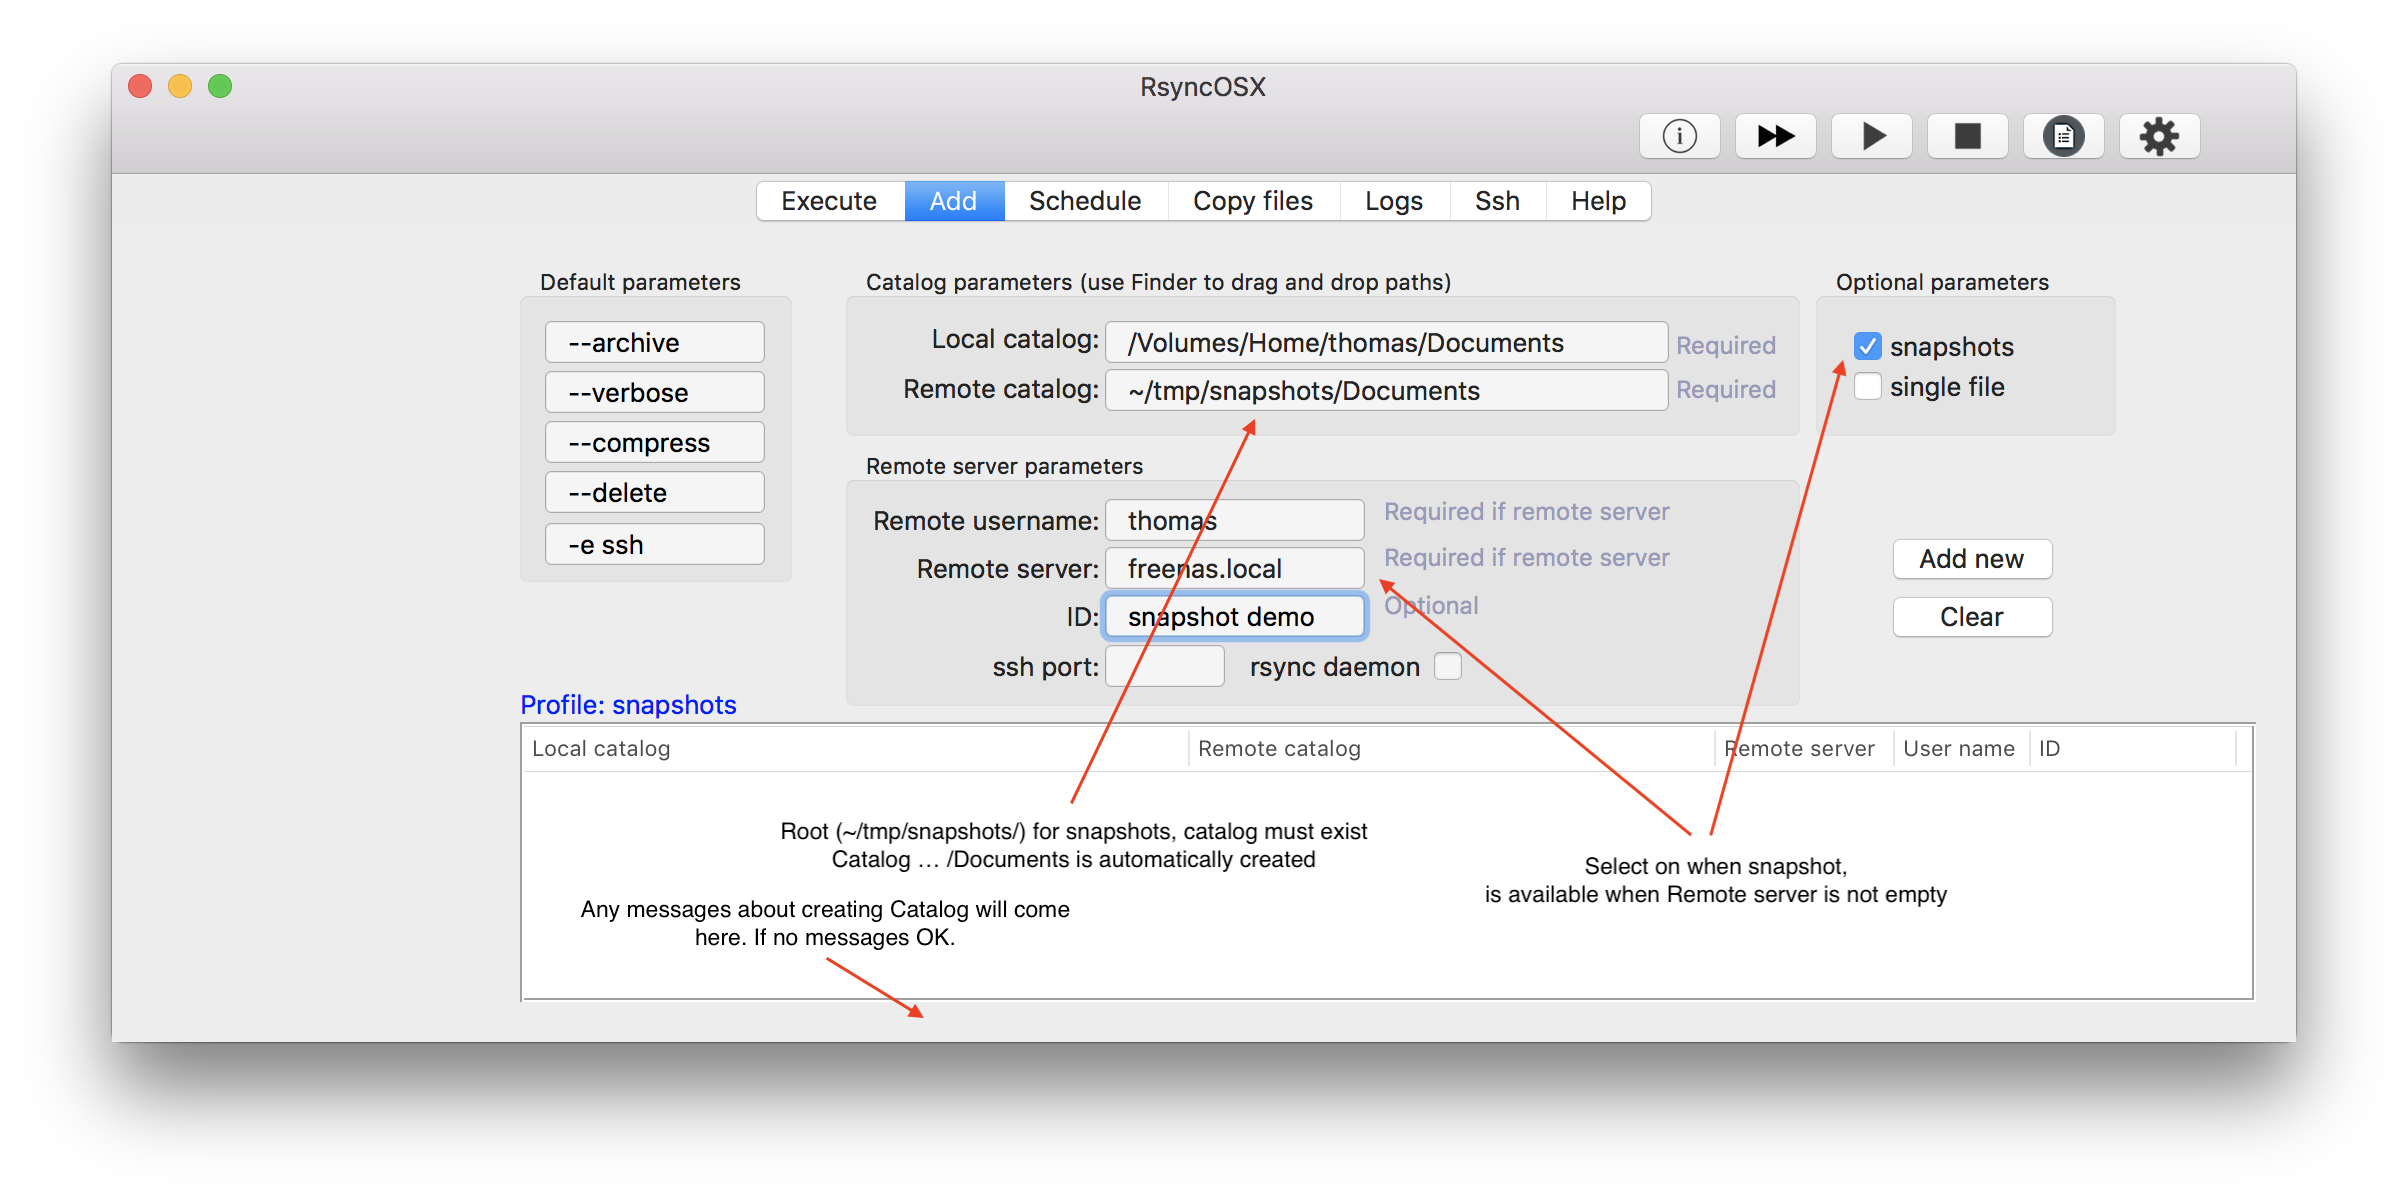 RsyncOSX
Execute Add Schedule Copy files Logs Ssh Help
Default parameters
--archive
--verbose
--compress
--delete
-e ssh
Catalog parameters (use Finder to drag and drop paths)
Local catalog: /Volumes/Home/thomas/Documents Required
Remote catalog: ~/tmp/snapshots/Documents Required
Optional parameters
snapshots
single file
Remote server parameters
Remote username: thomas Required if remote server
Remote server: freenas.local Required if remote server
ID: snapshot demo Optional
ssh port: rsync daemon
Add new
Clear
Profile: snapshots
Local catalog Remote catalog Remote server User name ID
Root (~/tmp/snapshots/) for snapshots, catalog must exist
Catalog … /Documents is automatically created
Any messages about creating Catalog will come
here. If no messages OK.
Select on when snapshot,
is available when Remote server is not empty